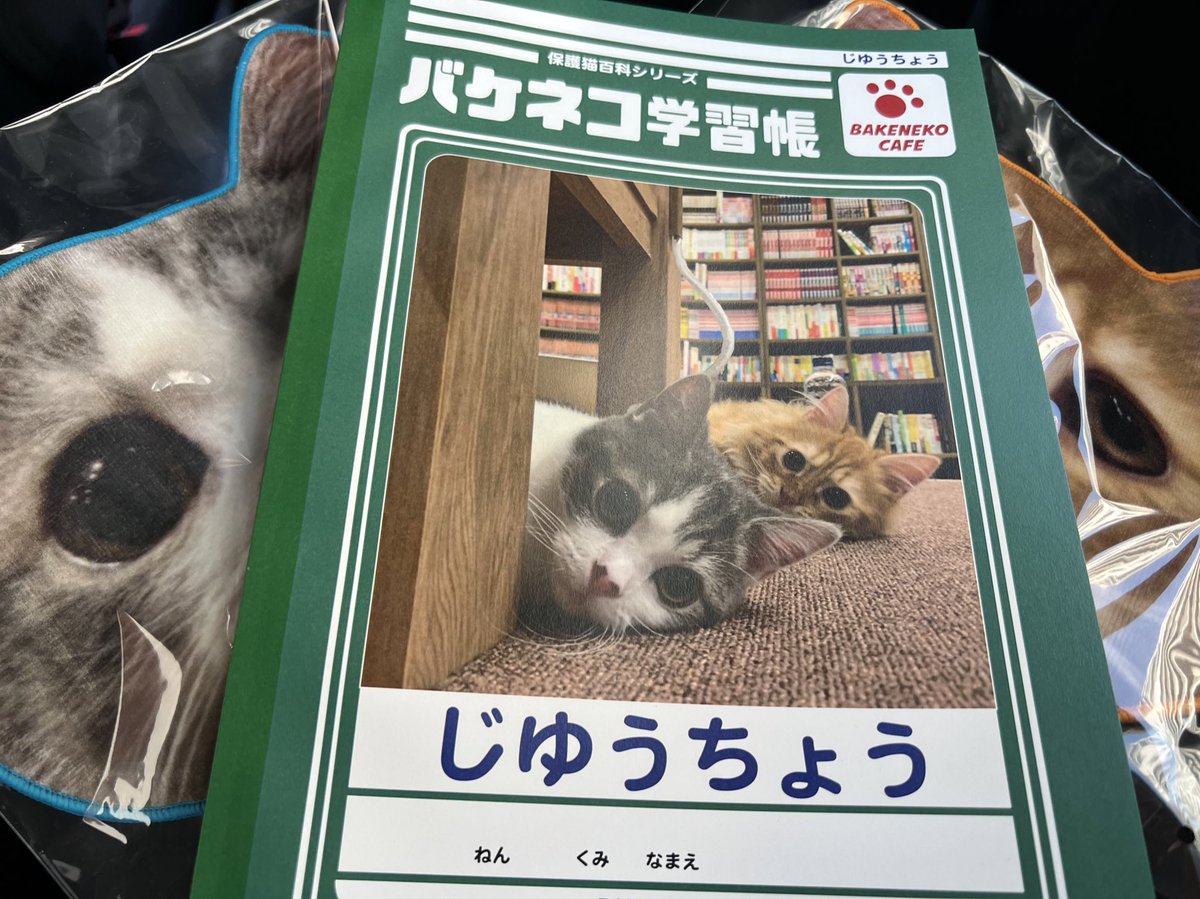 保護猫百科シリーズ
じゆうちょう
バケネコ学習帳
BAKENEKO
CAFE
じゆうちょう
ねん くみ なまえ